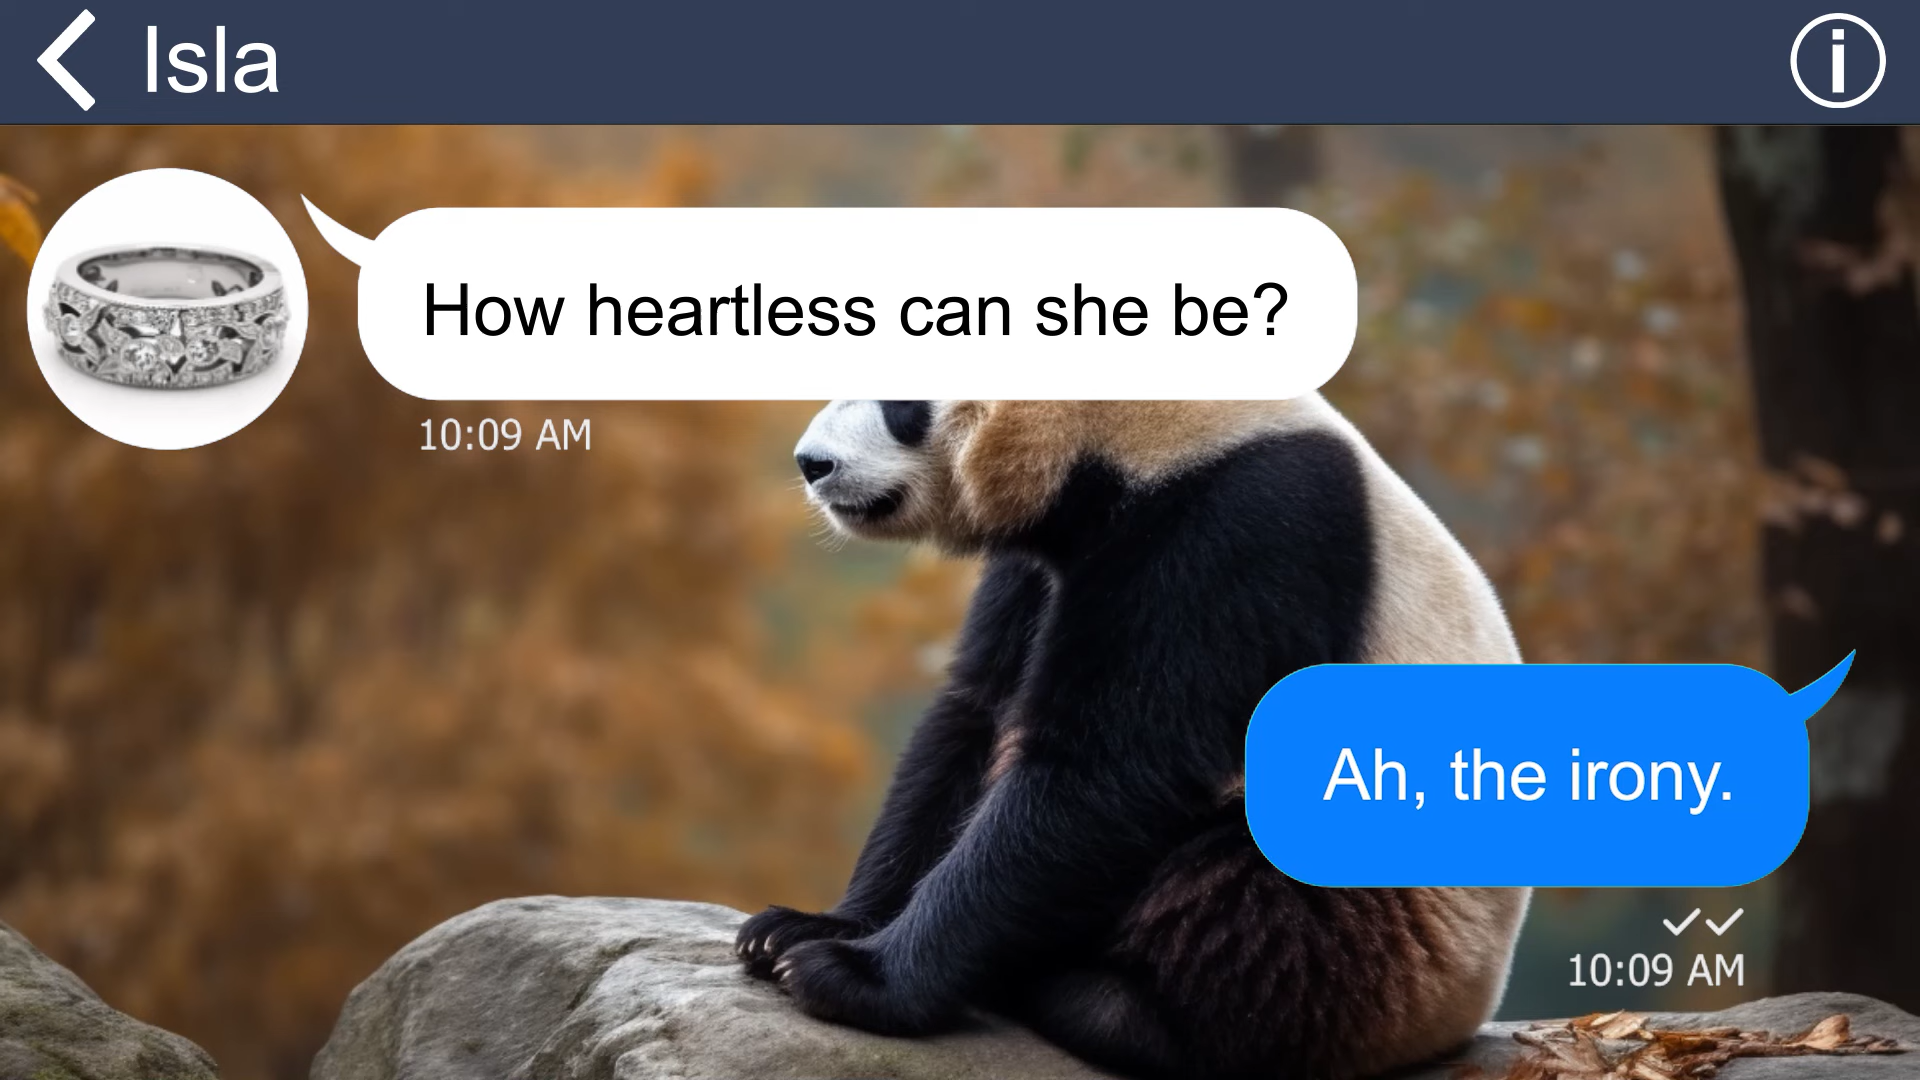 Isla
How heartless can she be?
10:09 AM
Ah, the irony.
10:09 AM